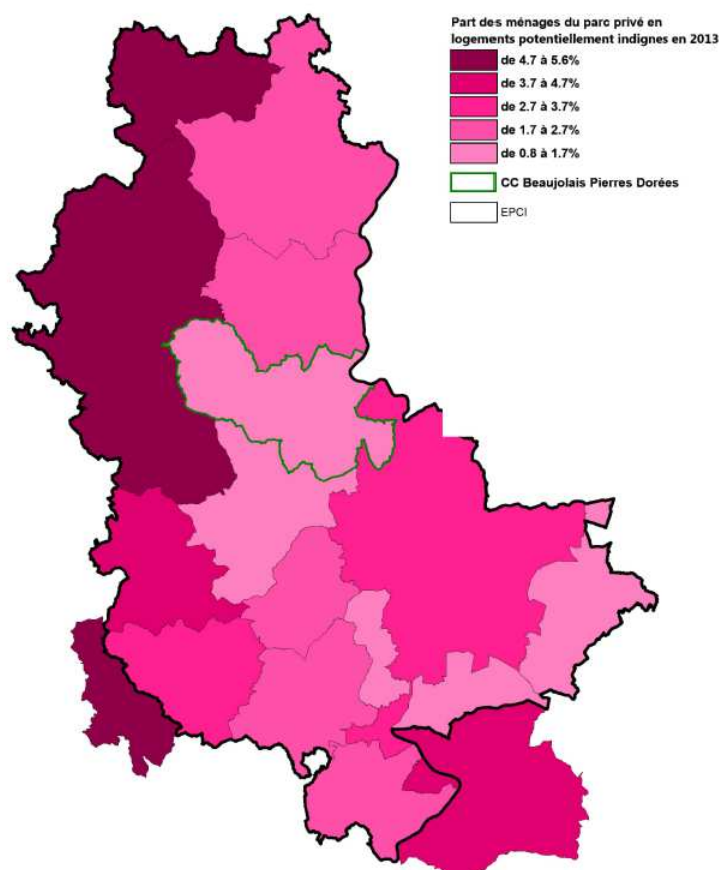 Part des ménages du parc privé en
logements potentiellement indignes en 2013
de 4.7 à 5.6%
de 3.7 à 4.7%
de 2.7 à 3.7%
de 1.7 à 2.7%
de 0.8 à 1.7%
CC Beaujolais Pierres Dorées
EPCI